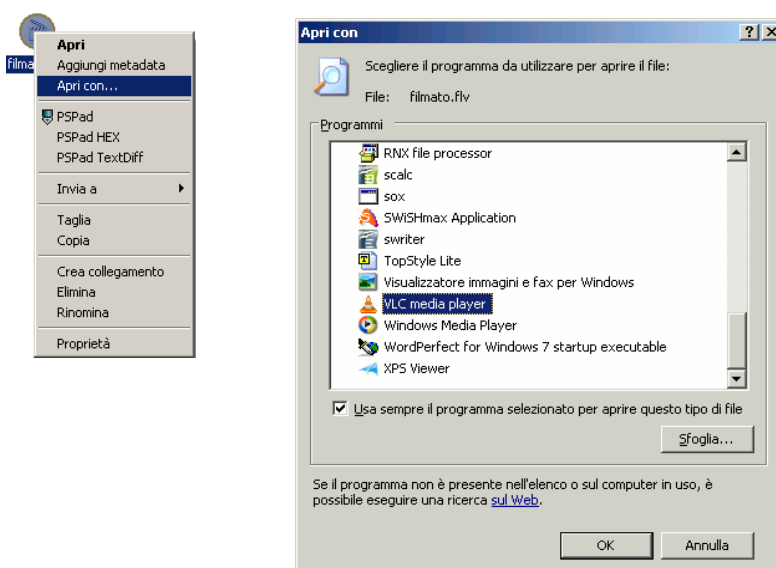 filma
Apri
Aggiungi metadata
Apri con...
PSPad
PSPad HEX
PSPad TextDiff
Invia a
Taglia
Copia
Crea collegamento
Elimina
Rinomina
Proprietà
Apri con
Scegliere il programma da utilizzare per aprire il file:
File: filmato.flv
Programmi
RNX file processor
scalc
sox
SWiSHmax Application
swriter
TopStyle Lite
Visualizzatore immagini e fax per Windows
VLC media player
Windows Media Player
WordPerfect for Windows 7 startup executable
XPS Viewer
Usa sempre il programma selezionato per aprire questo tipo di file
Sfoglia...
Se il programma non è presente nell'elenco o sul computer in uso, è
possibile eseguire una ricerca sul Web.
OK
Annulla